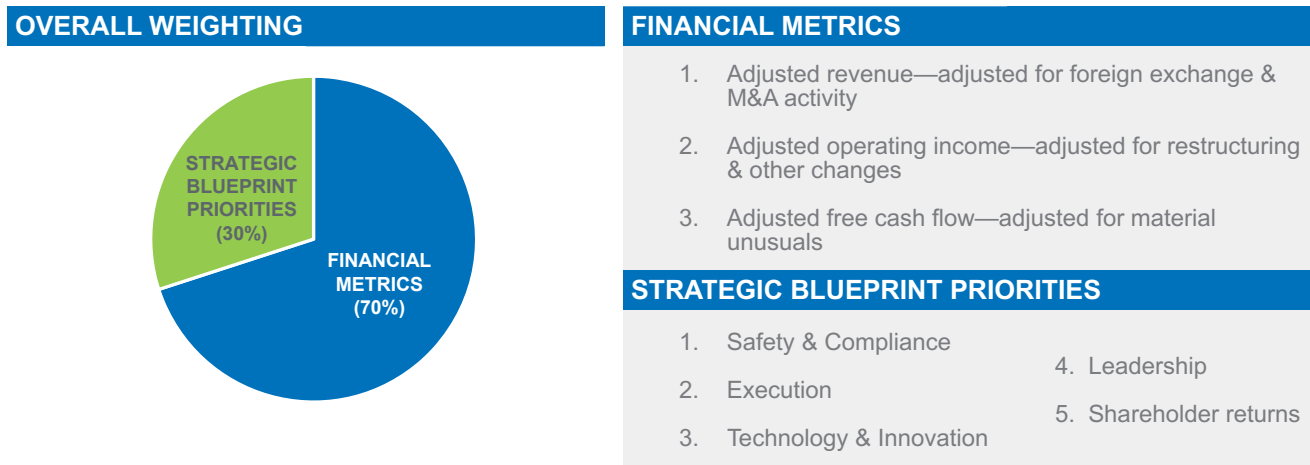 OVERALL WEIGHTING
STRATEGIC
BLUEPRINT
PRIORITIES
(30%)
FINANCIAL
METRICS
(70%)
FINANCIAL METRICS
1. Adjusted revenue—adjusted for foreign exchange &
M&A activity
2. Adjusted operating income—adjusted for restructuring
& other changes
3. Adjusted free cash flow—adjusted for material
unusuals
STRATEGIC BLUEPRINT PRIORITIES
1. Safety & Compliance
2. Execution
3. Technology & Innovation
4. Leadership
5. Shareholder returns